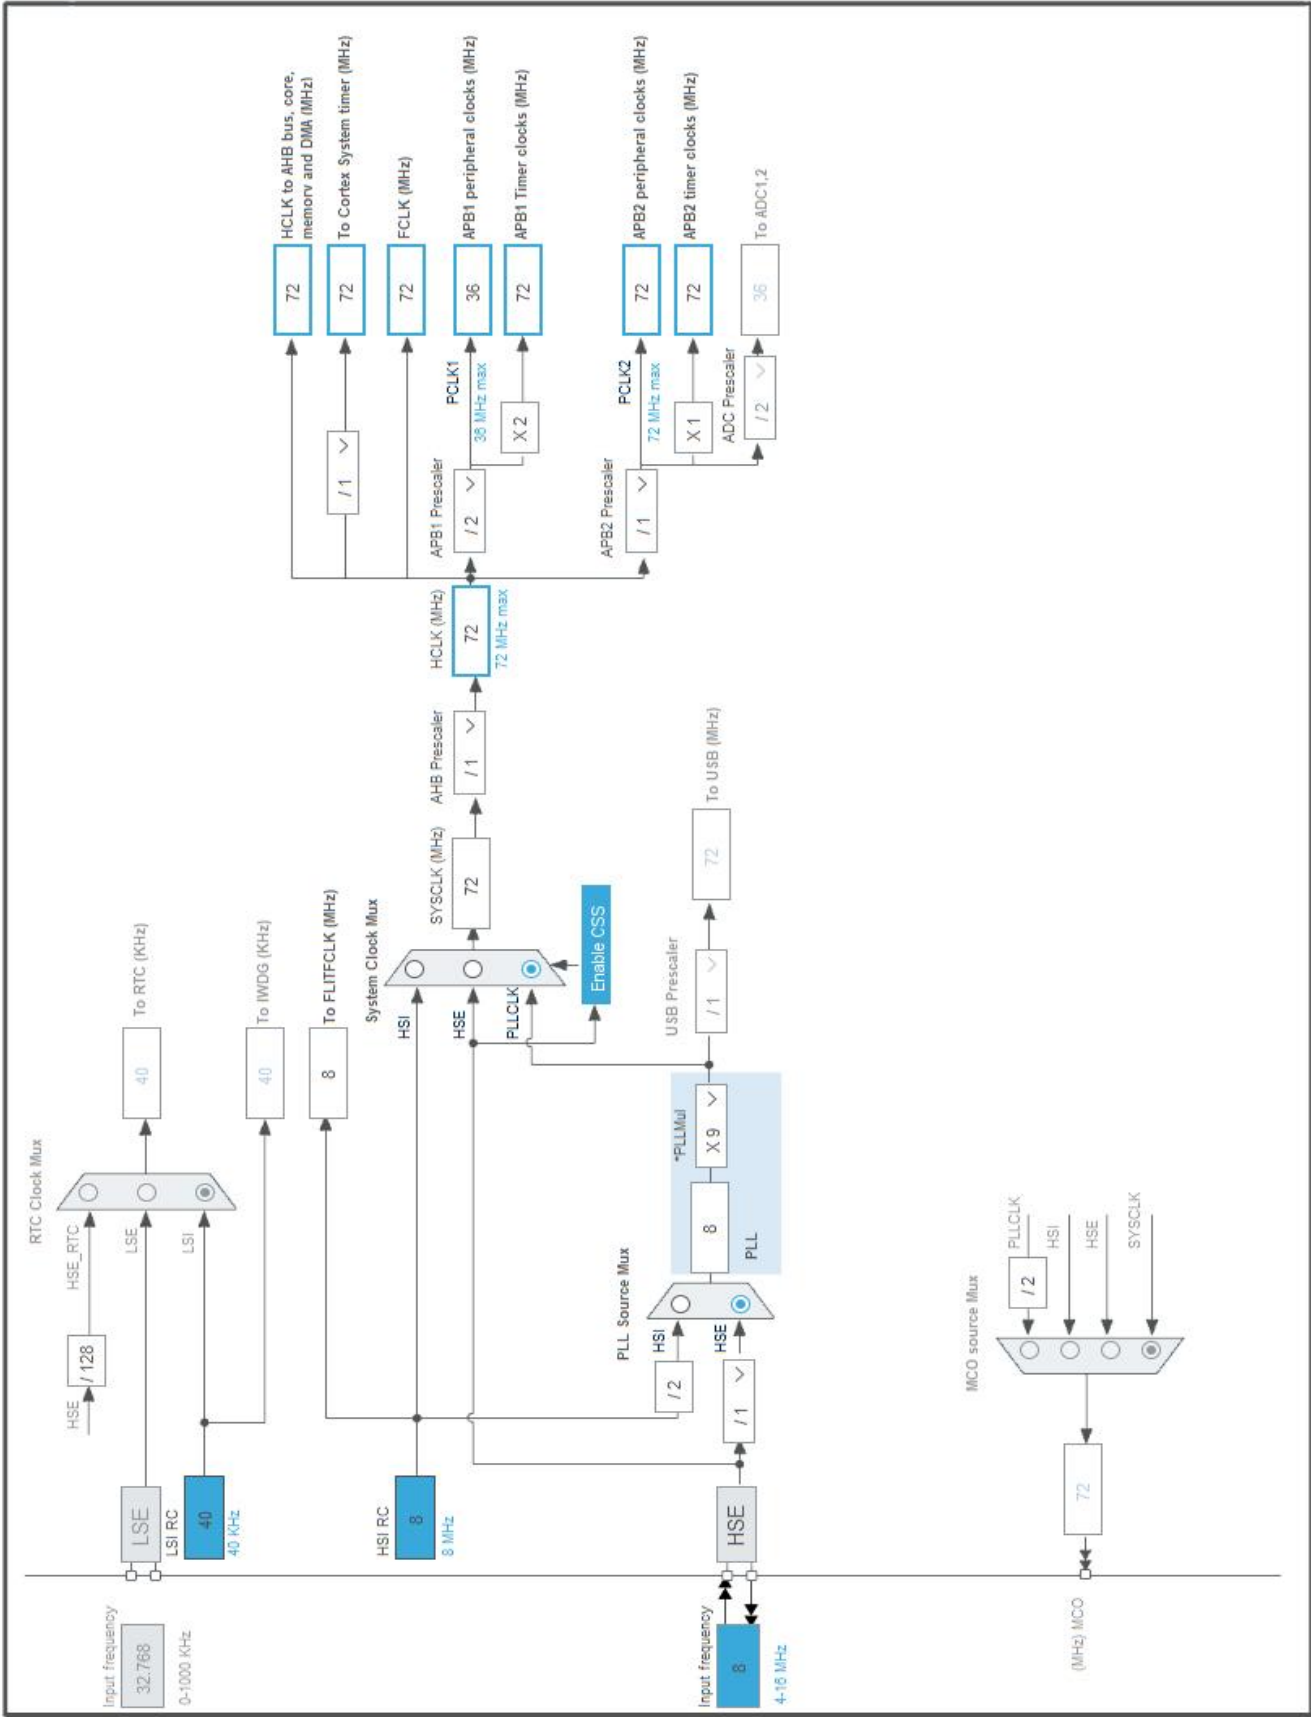 RTC Clock Mux
HSE
/ 128
HSE_RTC
Input frequency
32.768
0-1000 KHz
LSE
LSE
40
To RTC (KHz)
LSI RC
40
40 KHz
LSI
40
To IWDG (KHz)
HSI RC
8
8 MHz
8
To FLITFCLK (MHz)
System Clock Mux
HSI
HSE
PLLCLK
Enable CSS
SYSCLK (MHz)
72
AHB Prescaler
/ 1
HCLK (MHz)
72
72 MHz max
72
HCLK to AHB bus, core,
memory and DMA (MHz)
/ 1
72
To Cortex System timer (MHz)
72
FCLK (MHz)
APB1 Prescaler
/ 2
PCLK1
36 MHz max
36
APB1 peripheral clocks (MHz)
X 2
72
APB1 Timer clocks (MHz)
APB2 Prescaler
/ 1
PCLK2
72 MHz max
72
APB2 peripheral clocks (MHz)
X 1
72
APB2 timer clocks (MHz)
ADC Prescaler
/ 2
36
To ADC1,2
PLL Source Mux
/ 2
HSI
Input frequency
8
4-16 MHz
HSE
/ 1
HSE
8
*PLLMul
X 9
PLL
USB Prescaler
/ 1
72
To USB (MHz)
MCO source Mux
(MHz) MCO
72
/ 2
PLLCLK
HSI
HSE
SYSCLK